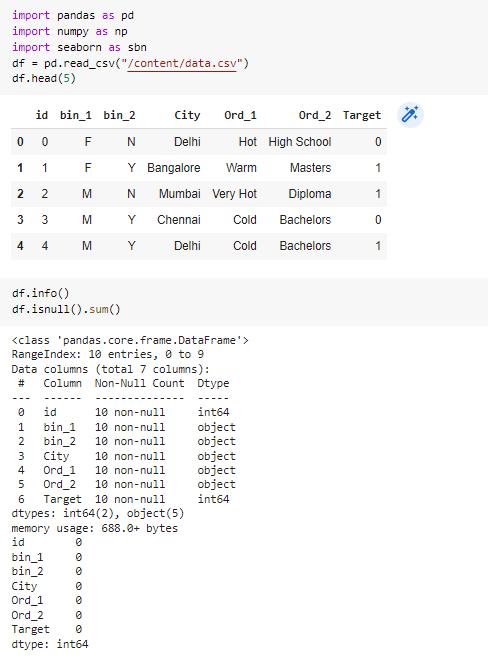 import pandas as pd
import numpy as np
import seaborn as sbn
df = pd.read_csv("/content/data.csv")
df.head(5)
id bin_1 bin_2 City Ord_1 Ord_2 Target
0 0 F N Delhi Hot High School 0
1 1 F Y Bangalore Warm Masters 1
2 2 M N Mumbai Very Hot Diploma 1
3 3 M Y Chennai Cold Bachelors 0
4 4 M Y Delhi Cold Bachelors 1
df.info()
df.isnull().sum()
<class 'pandas.core.frame.DataFrame'>
RangeIndex: 10 entries, 0 to 9
Data columns (total 7 columns):
# Column Non-Null Count Dtype
--- ------ -------------- -----
0 id 10 non-null int64
1 bin_1 10 non-null object
2 bin_2 10 non-null object
3 City 10 non-null object
4 Ord_1 10 non-null object
5 Ord_2 10 non-null object
6 Target 10 non-null int64
dtypes: int64(2), object(5)
memory usage: 688.0+ bytes
id 0
bin_1 0
bin_2 0
City 0
Ord_1 0
Ord_2 0
Target 0
dtype: int64